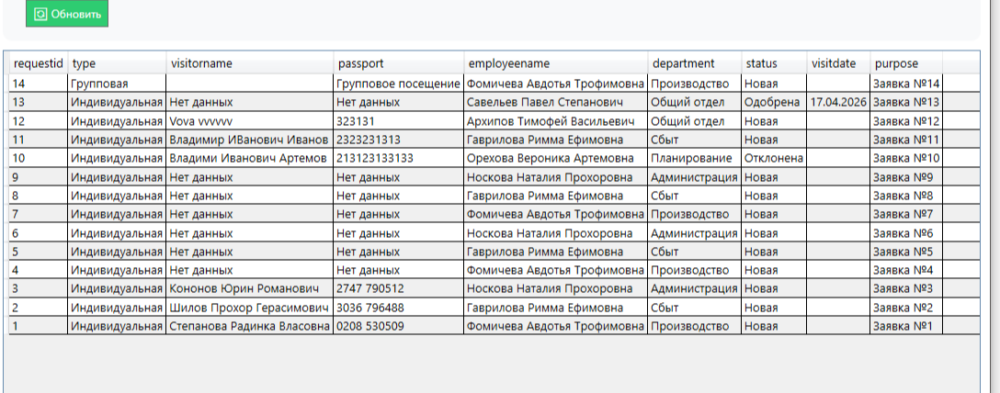 Обновить
requestid type visitorname passport employeename department status visitdate purpose
14 Групповая Групповое посещение Фомичева Авдотья Трофимовна Производство Новая Заявка №14
13 Индивидуальная Нет данных Нет данных Савельев Павел Степанович Общий отдел Одобрена 17.04.2026 Заявка №13
12 Индивидуальная Vova vvvvvv 323131 Архипов Тимофей Васильевич Общий отдел Новая Заявка №12
11 Индивидуальная Владимир ИВанович Иванов 2323231313 Гаврилова Римма Ефимовна Сбыт Новая Заявка №11
10 Индивидуальная Владими Иванович Артемов 213123133133 Орехова Вероника Артемовна Планирование Отклонена Заявка №10
9 Индивидуальная Нет данных Нет данных Носкова Наталия Прохоровна Администрация Новая Заявка №9
8 Индивидуальная Нет данных Нет данных Гаврилова Римма Ефимовна Сбыт Новая Заявка №8
7 Индивидуальная Нет данных Нет данных Фомичева Авдотья Трофимовна Производство Новая Заявка №7
6 Индивидуальная Нет данных Нет данных Носкова Наталия Прохоровна Администрация Новая Заявка №6
5 Индивидуальная Нет данных Нет данных Гаврилова Римма Ефимовна Сбыт Новая Заявка №5
4 Индивидуальная Нет данных Нет данных Фомичева Авдотья Трофимовна Производство Новая Заявка №4
3 Индивидуальная Кононов Юрин Романович 2747 790512 Носкова Наталия Прохоровна Администрация Новая Заявка №3
2 Индивидуальная Шилов Прохор Герасимович 3036 796488 Гаврилова Римма Ефимовна Сбыт Новая Заявка №2
1 Индивидуальная Степанова Радинка Власовна 0208 530509 Фомичева Авдотья Трофимовна Производство Новая Заявка №1